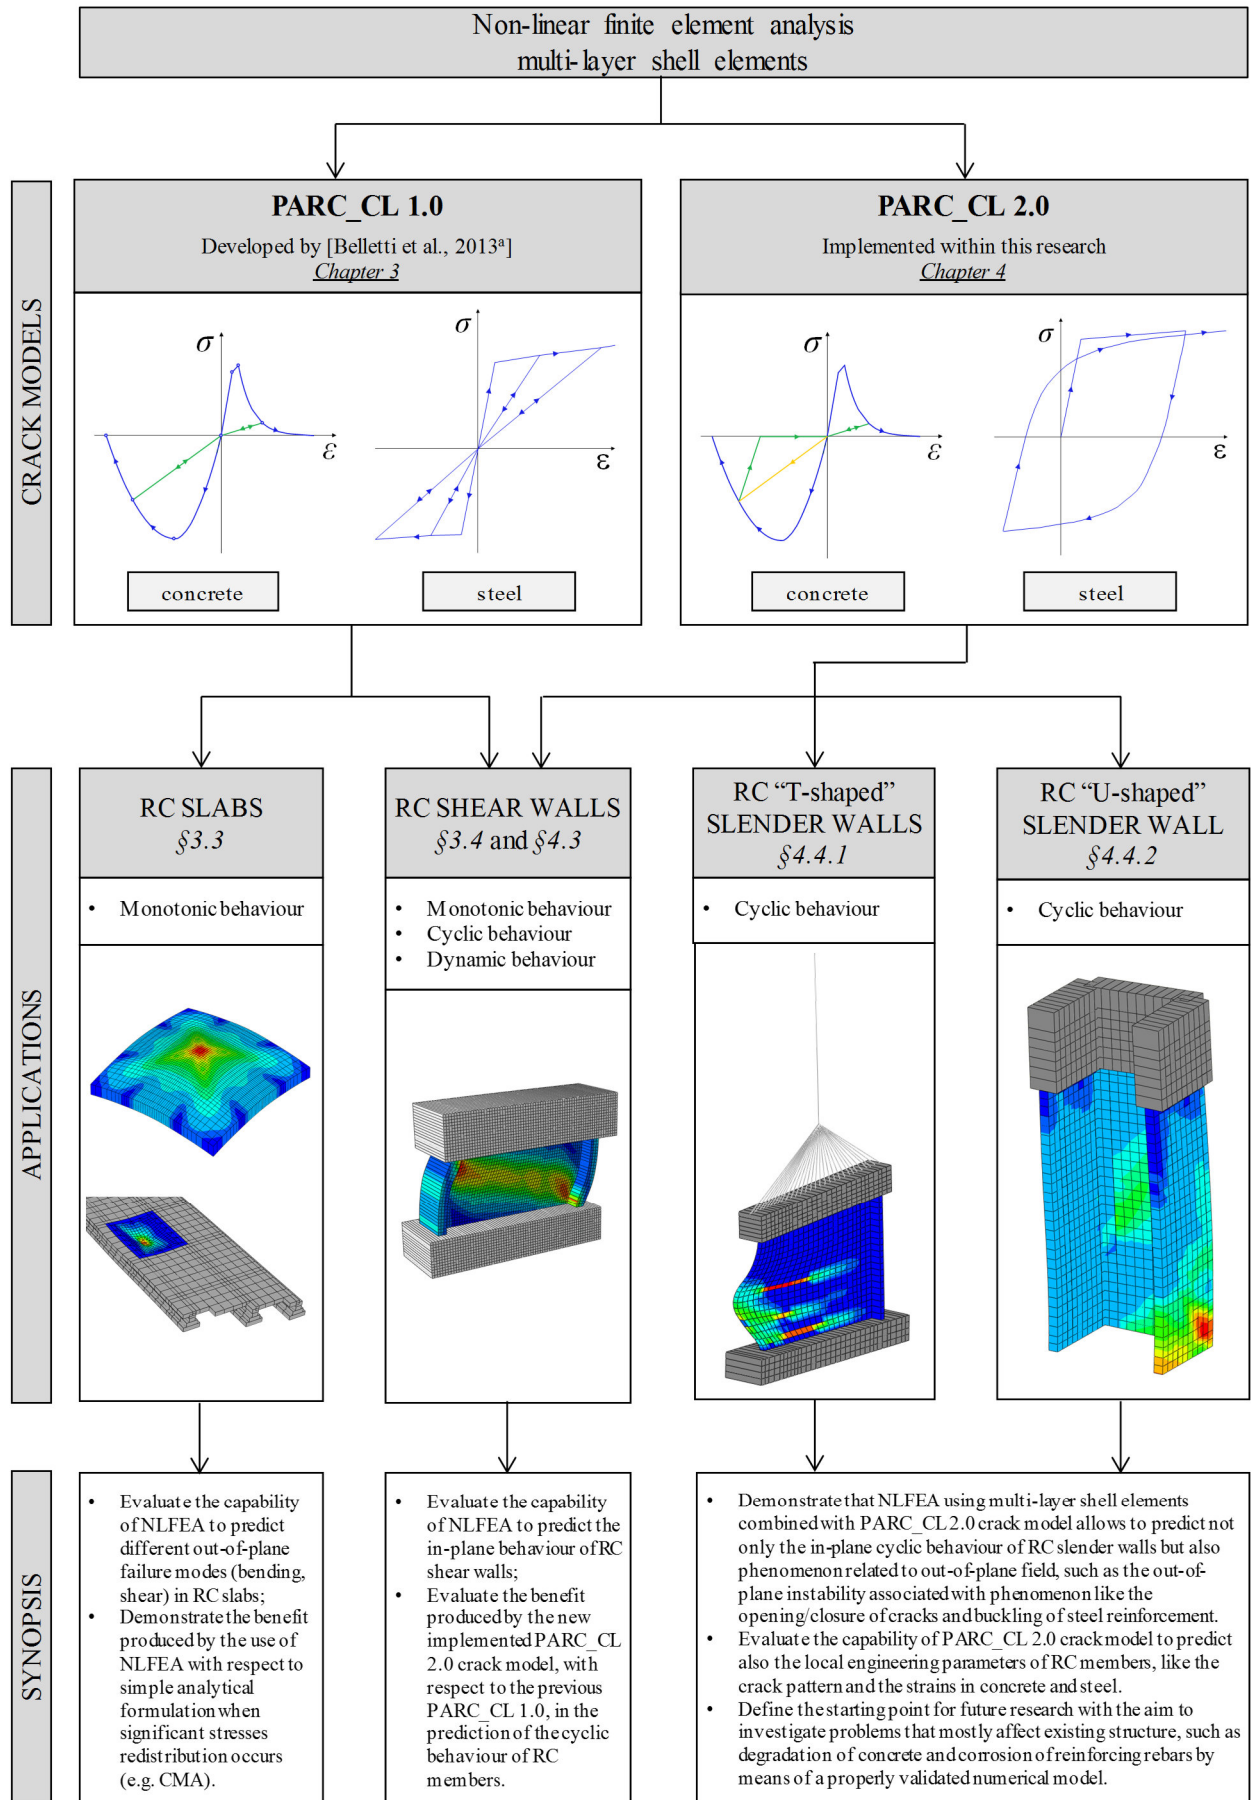 Non-linear finite element analysis
multi-layer shell elements
CRACK MODELS
PARC_CL 1.0
Developed by [Belletti et al., 2013ᵃ]
Chapter 3
σ
ε
σ
ε
concrete
steel
PARC_CL 2.0
Implemented within this research
Chapter 4
σ
ε
σ
ε
concrete
steel
APPLICATIONS
RC SLABS
§3.3
• Monotonic behaviour
RC SHEAR WALLS
§3.4 and §4.3
• Monotonic behaviour
• Cyclic behaviour
• Dynamic behaviour
RC “T-shaped”
SLENDER WALLS
§4.4.1
• Cyclic behaviour
RC “U-shaped”
SLENDER WALL
§4.4.2
• Cyclic behaviour
SYNOPSIS
• Evaluate the capability
of NLFEA to predict
different out-of-plane
failure modes (bending,
shear) in RC slabs;
• Demonstrate the benefit
produced by the use of
NLFEA with respect to
simple analytical
formulation when
significant stresses
redistribution occurs
(e.g. CMA).
• Evaluate the capability
of NLFEA to predict the
in-plane behaviour of RC
shear walls;
• Evaluate the benefit
produced by the new
implemented PARC_CL
2.0 crack model, with
respect to the previous
PARC_CL 1.0, in the
prediction of the cyclic
behaviour of RC
members.
• Demonstrate that NLFEA using multi-layer shell elements
combined with PARC_CL 2.0 crack model allows to predict not
only the in-plane cyclic behaviour of RC slender walls but also
phenomenon related to out-of-plane field, such as the out-of-
plane instability associated with phenomenon like the
opening/closure of cracks and buckling of steel reinforcement.
• Evaluate the capability of PARC_CL 2.0 crack model to predict
also the local engineering parameters of RC members, like the
crack pattern and the strains in concrete and steel.
• Define the starting point for future research with the aim to
investigate problems that mostly affect existing structure, such as
degradation of concrete and corrosion of reinforcing rebars by
means of a properly validated numerical model.